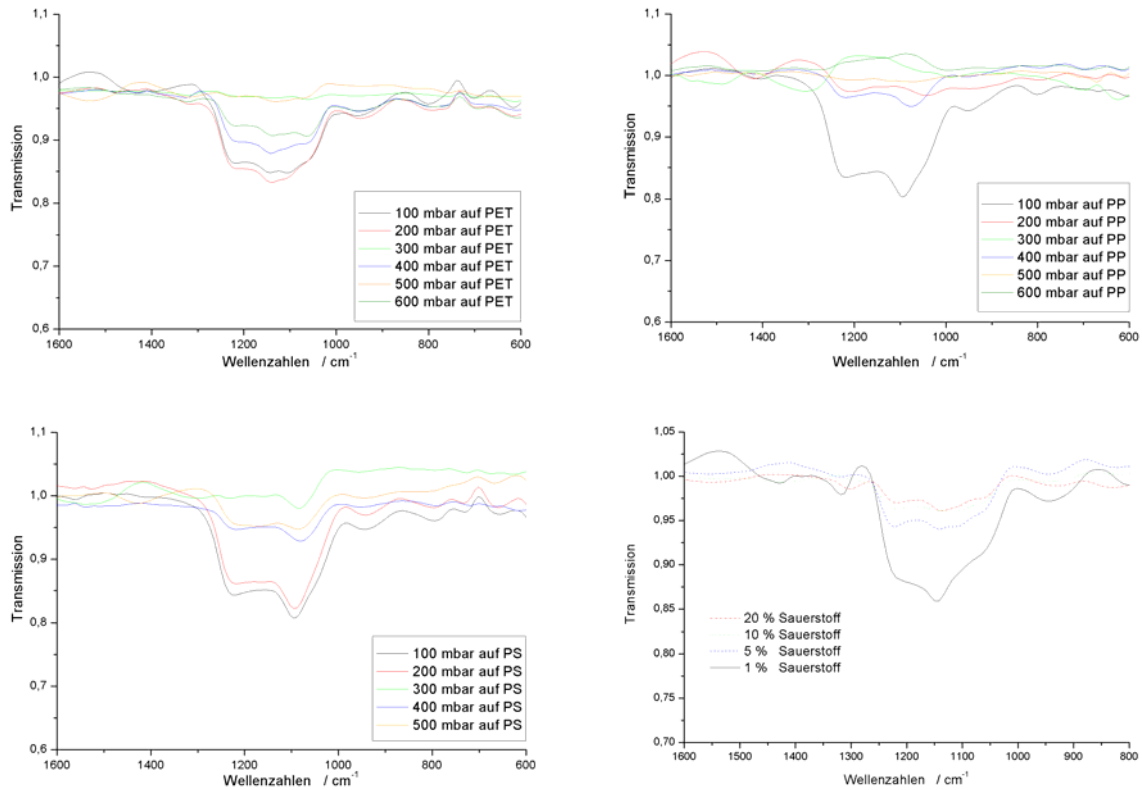 1,1
1,0
0,9
0,8
0,7
0,6
Transmission
1600 1400 1200 1000 800 600
Wellenzahlen / cm-1
100 mbar auf PET
200 mbar auf PET
300 mbar auf PET
400 mbar auf PET
500 mbar auf PET
600 mbar auf PET
1,1
1,0
0,9
0,8
0,7
0,6
Transmission
1600 1400 1200 1000 800 600
Wellenzahlen / cm-1
100 mbar auf PP
200 mbar auf PP
300 mbar auf PP
400 mbar auf PP
500 mbar auf PP
600 mbar auf PP
1,1
1,0
0,9
0,8
0,7
0,6
Transmission
1600 1400 1200 1000 800 600
Wellenzahlen / cm-1
100 mbar auf PS
200 mbar auf PS
300 mbar auf PS
400 mbar auf PS
500 mbar auf PS
1,05
1,00
0,95
0,90
0,85
0,80
0,75
0,70
Transmission
1600 1500 1400 1300 1200 1100 1000 900 800
Wellenzahlen / cm-1
20 % Sauerstoff
10 % Sauerstoff
5 % Sauerstoff
1 % Sauerstoff